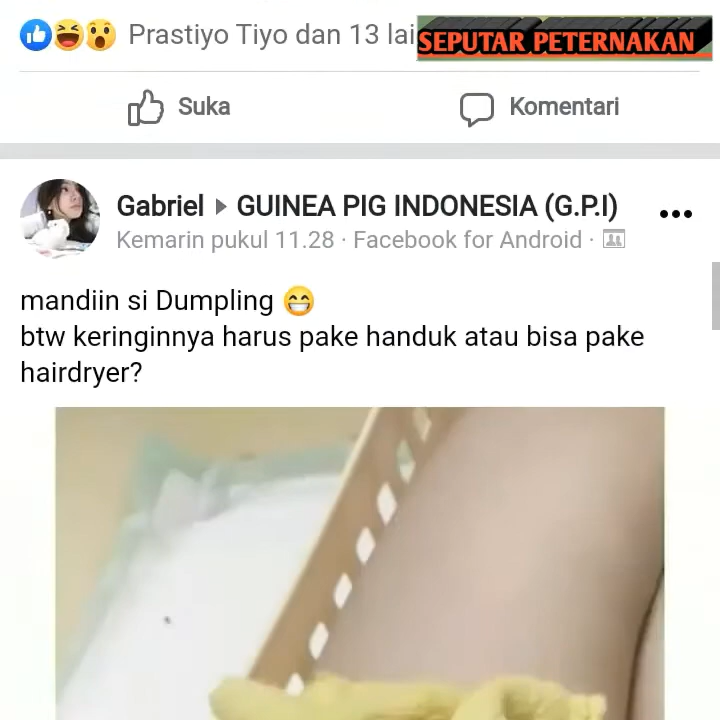 Prastiyo Tiyo dan 13 lai
SEPUTAR PETERNAKAN
Suka
Komentari
Gabriel ▸ GUINEA PIG INDONESIA (G.P.I)
Kemarin pukul 11.28 · Facebook for Android ·
mandiin si Dumpling 😁
btw keringinnya harus pake handuk atau bisa pake
hairdryer?